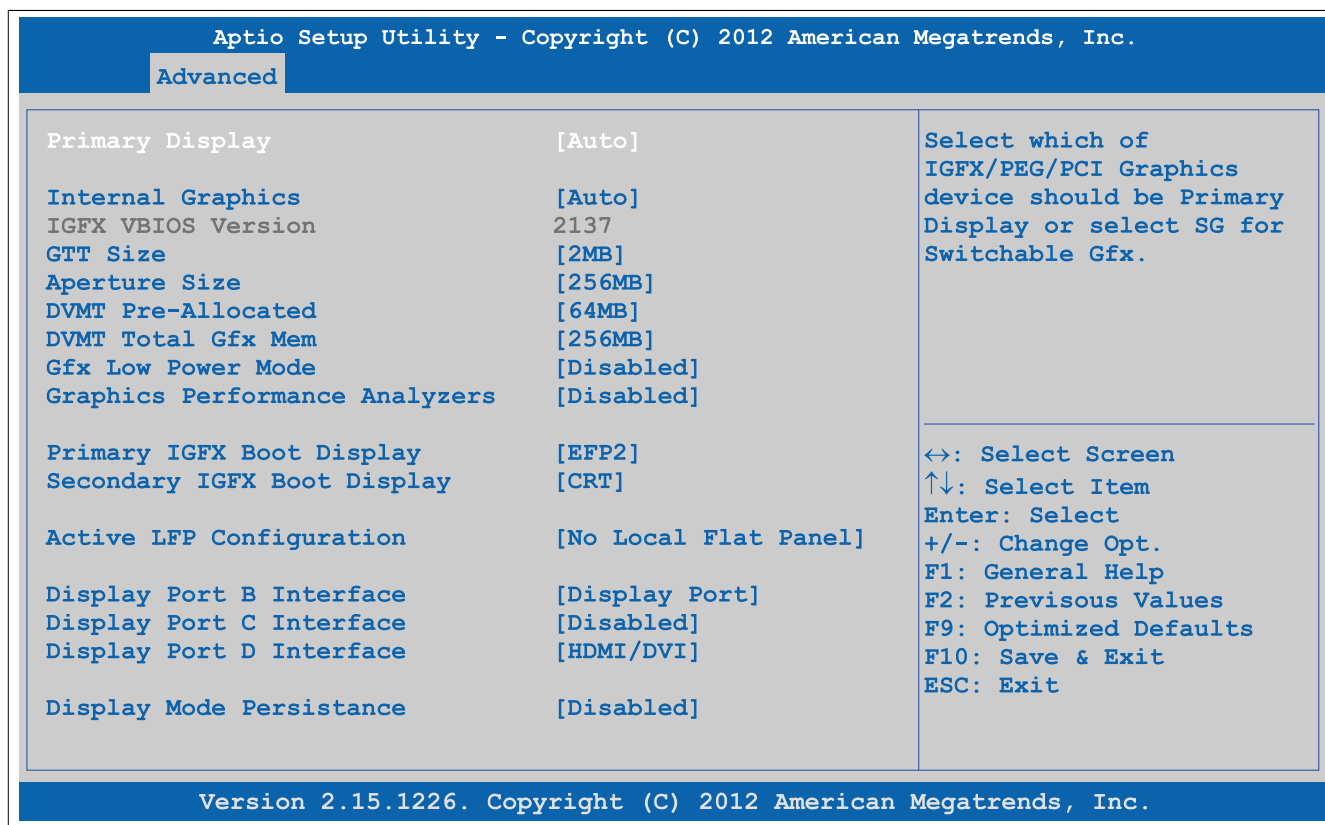 Aptio Setup Utility - Copyright (C) 2012 American Megatrends, Inc.
Advanced
Primary Display [Auto]
Internal Graphics [Auto]
IGFX VBIOS Version 2137
GTT Size [2MB]
Aperture Size [256MB]
DVMT Pre-Allocated [64MB]
DVMT Total Gfx Mem [256MB]
Gfx Low Power Mode [Disabled]
Graphics Performance Analyzers [Disabled]
Primary IGFX Boot Display [EFP2]
Secondary IGFX Boot Display [CRT]
Active LFP Configuration [No Local Flat Panel]
Display Port B Interface [Display Port]
Display Port C Interface [Disabled]
Display Port D Interface [HDMI/DVI]
Display Mode Persistance [Disabled]
Select which of
IGFX/PEG/PCI Graphics
device should be Primary
Display or select SG for
Switchable Gfx.
↔: Select Screen
↑↓: Select Item
Enter: Select
+/-: Change Opt.
F1: General Help
F2: Previsous Values
F9: Optimized Defaults
F10: Save & Exit
ESC: Exit
Version 2.15.1226. Copyright (C) 2012 American Megatrends, Inc.